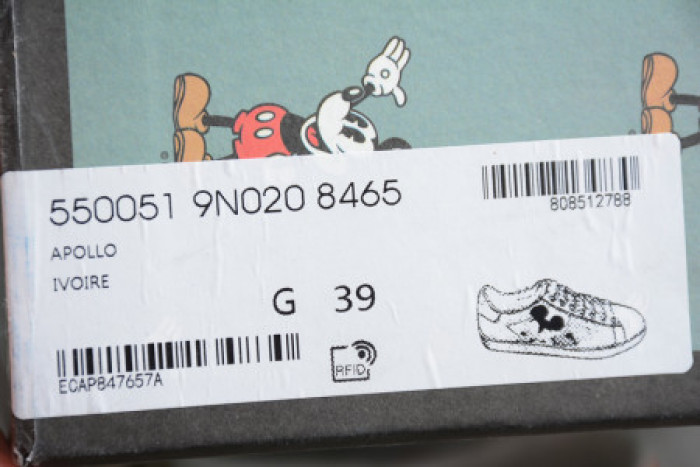 550051 9N020 8465
808512788
APOLLO
IVOIRE
G 39
ECAP847657A
RFID